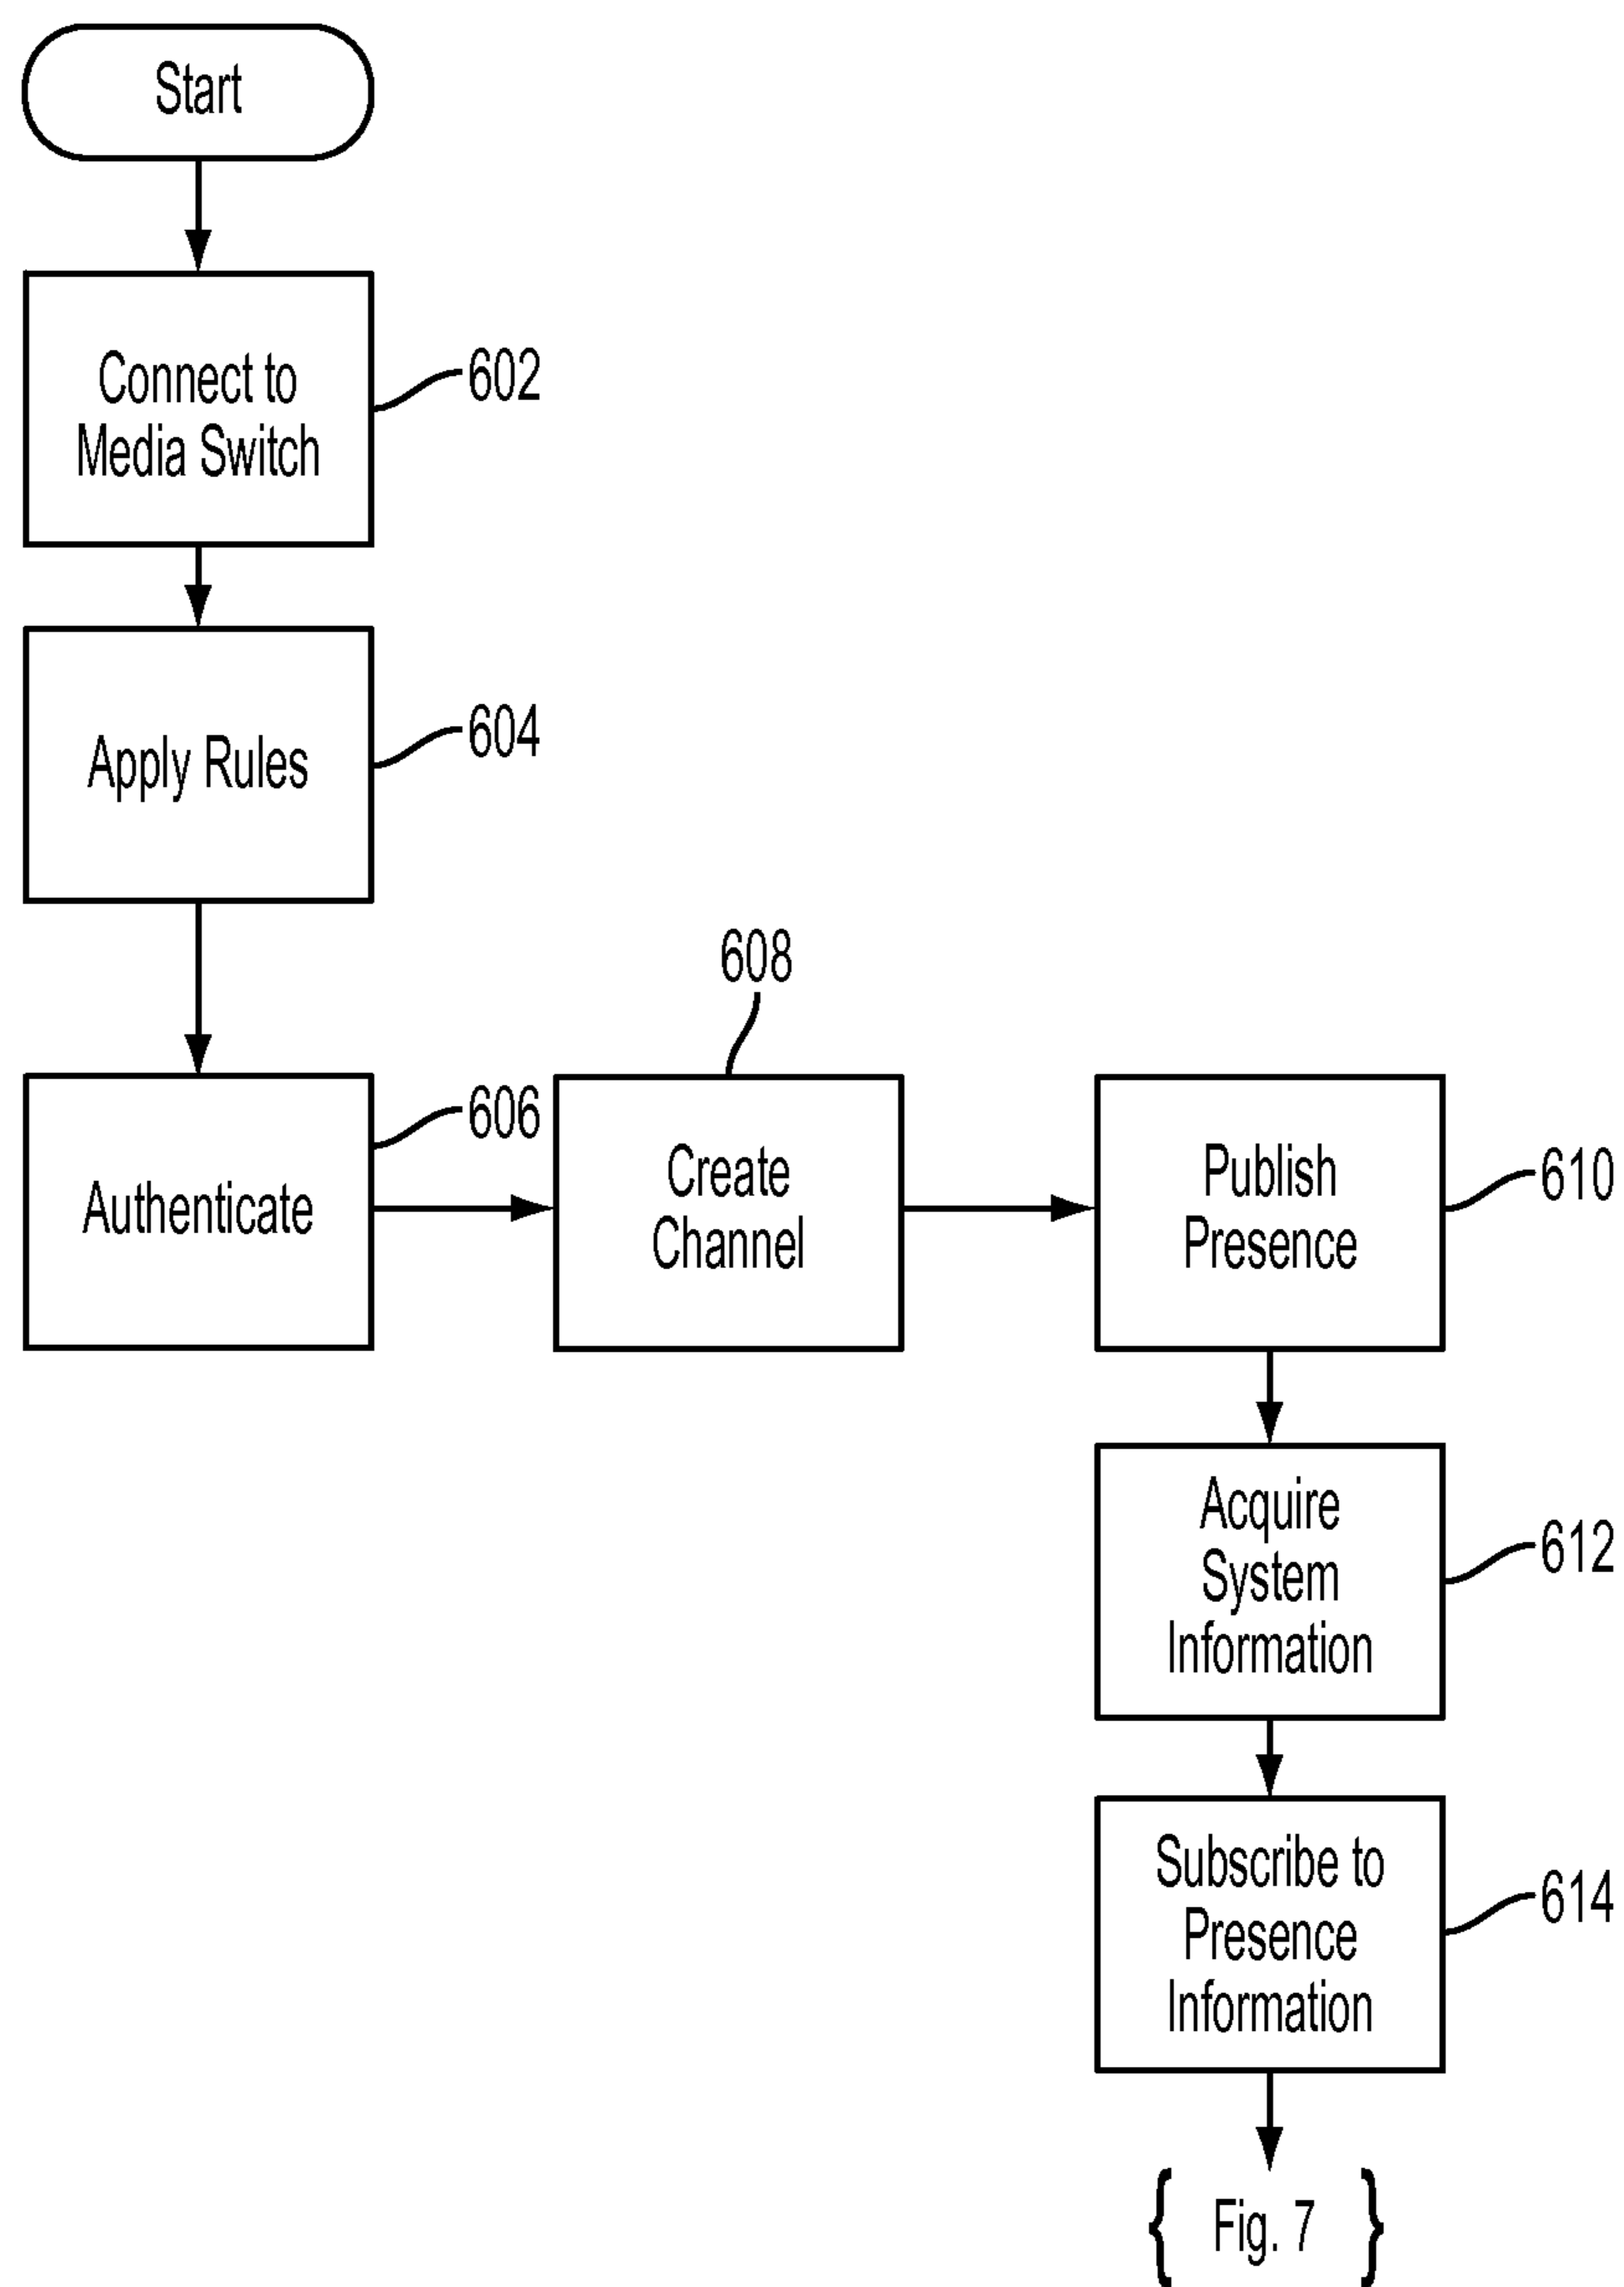 Start
Connect to
Media Switch
602
Apply Rules
604
Authenticate
606
608
Create
Channel
Publish
Presence
610
Acquire
System
Information
612
Subscribe to
Presence
Information
614
{ Fig. 7 }